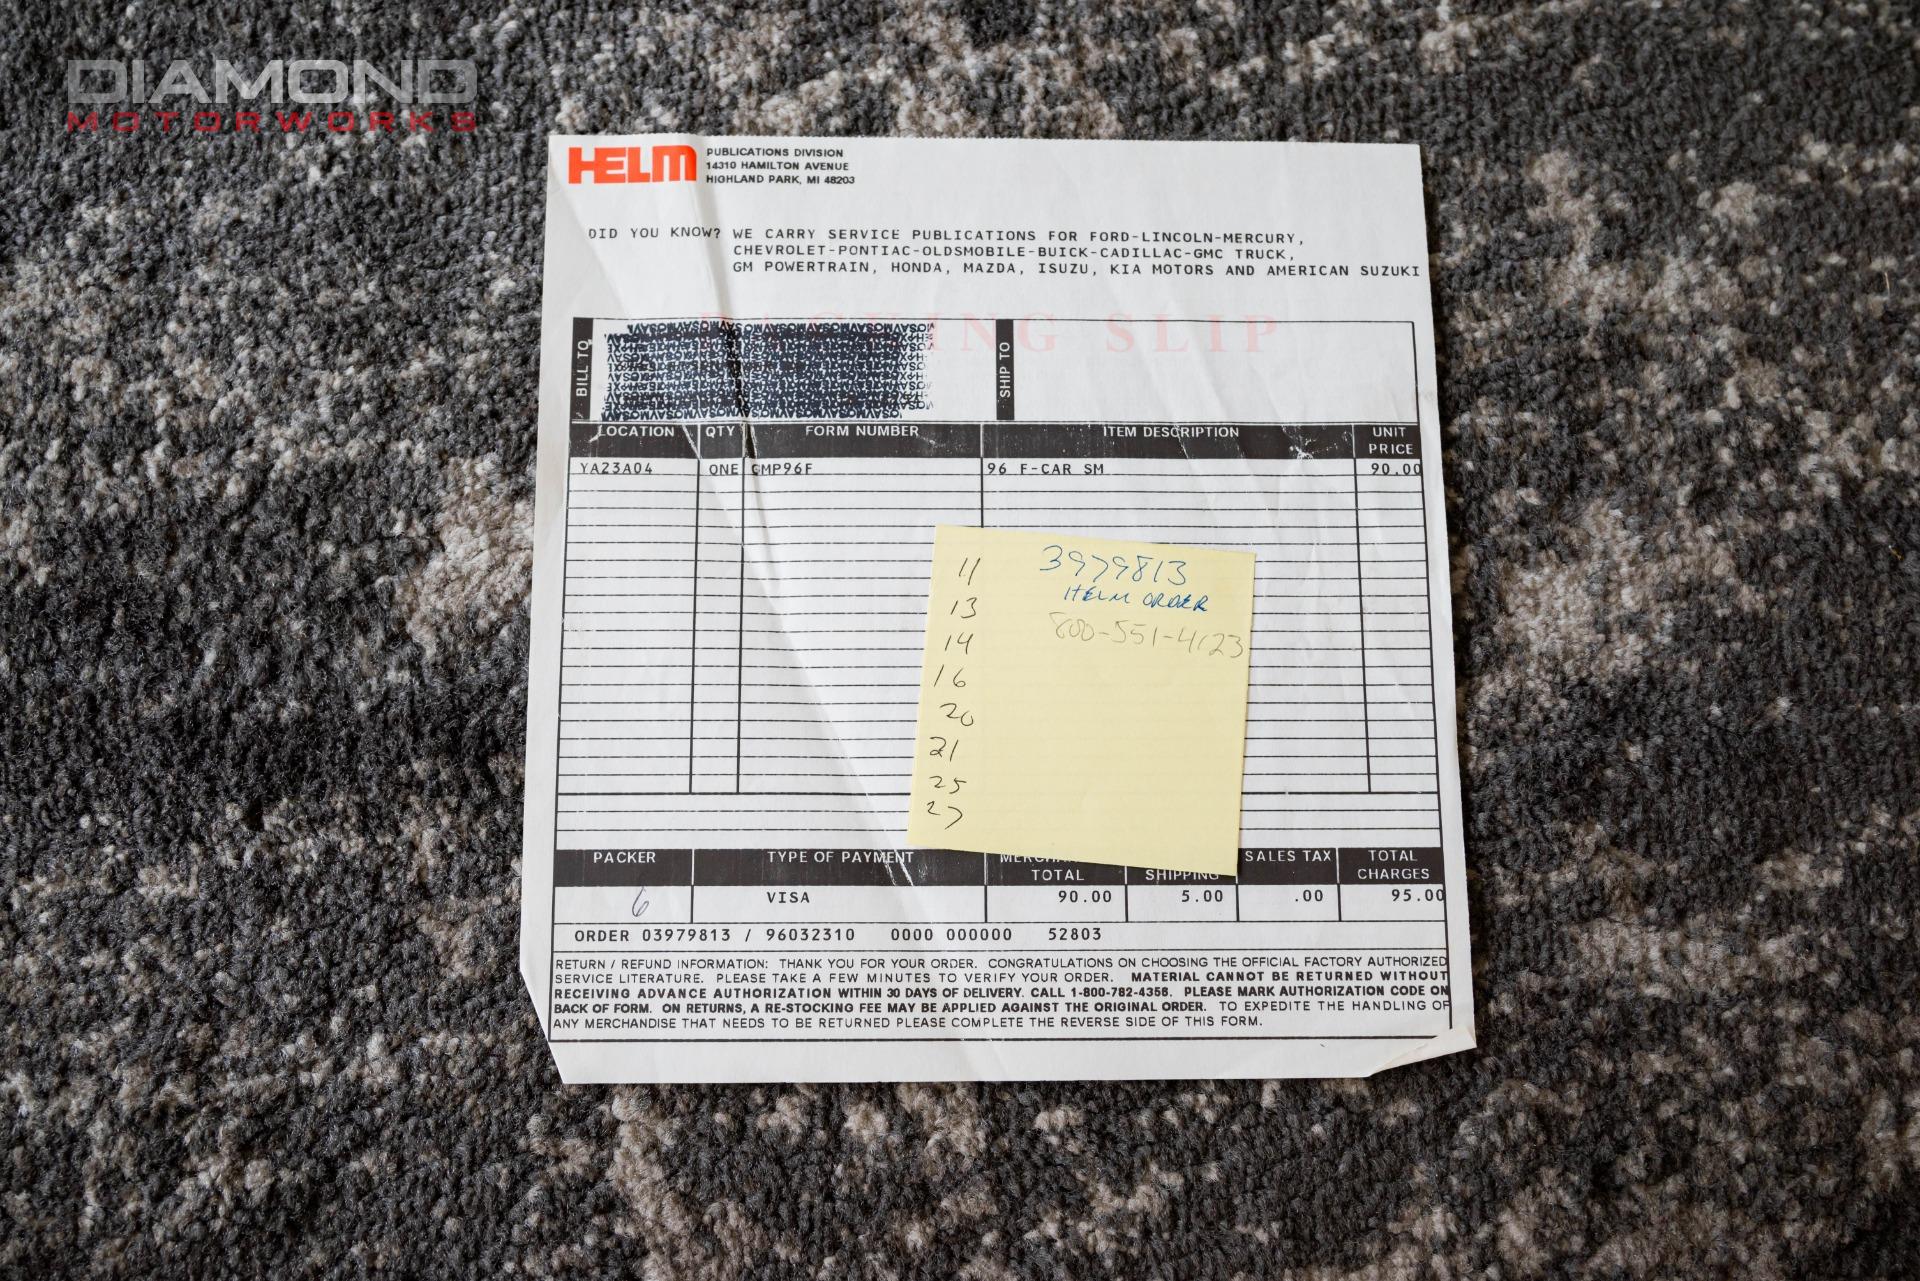 DIAMOND
MOTORWORKS
HELM
PUBLICATIONS DIVISION
14310 HAMILTON AVENUE
HIGHLAND PARK, MI 48203
DID YOU KNOW? WE CARRY SERVICE PUBLICATIONS FOR FORD-LINCOLN-MERCURY,
CHEVROLET-PONTIAC-OLDSMOBILE-BUICK-CADILLAC-GMC TRUCK,
GM POWERTRAIN, HONDA, MAZDA, ISUZU, KIA MOTORS AND AMERICAN SUZUKI
PACKING SLIP
BILL TO
SHIP TO
LOCATION QTY FORM NUMBER ITEM DESCRIPTION UNIT PRICE
YA23A04 ONE GMP96F 96 F-CAR SM 90.00
11 3979813
HELM ORDER
13
800-551-4123
14
16
20
21
25
27
PACKER TYPE OF PAYMENT TOTAL SHIPPING SALES TAX TOTAL CHARGES
6 VISA 90.00 5.00 .00 95.00
ORDER 03979813 / 96032310 0000 000000 52803
RETURN / REFUND INFORMATION: THANK YOU FOR YOUR ORDER. CONGRATULATIONS ON CHOOSING THE OFFICIAL FACTORY AUTHORIZED
SERVICE LITERATURE. PLEASE TAKE A FEW MINUTES TO VERIFY YOUR ORDER. MATERIAL CANNOT BE RETURNED WITHOUT
RECEIVING ADVANCE AUTHORIZATION WITHIN 30 DAYS OF DELIVERY. CALL 1-800-782-4356. PLEASE MARK AUTHORIZATION CODE ON
BACK OF FORM. ON RETURNS, A RE-STOCKING FEE MAY BE APPLIED AGAINST THE ORIGINAL ORDER. TO EXPEDITE THE HANDLING OF
ANY MERCHANDISE THAT NEEDS TO BE RETURNED PLEASE COMPLETE THE REVERSE SIDE OF THIS FORM.